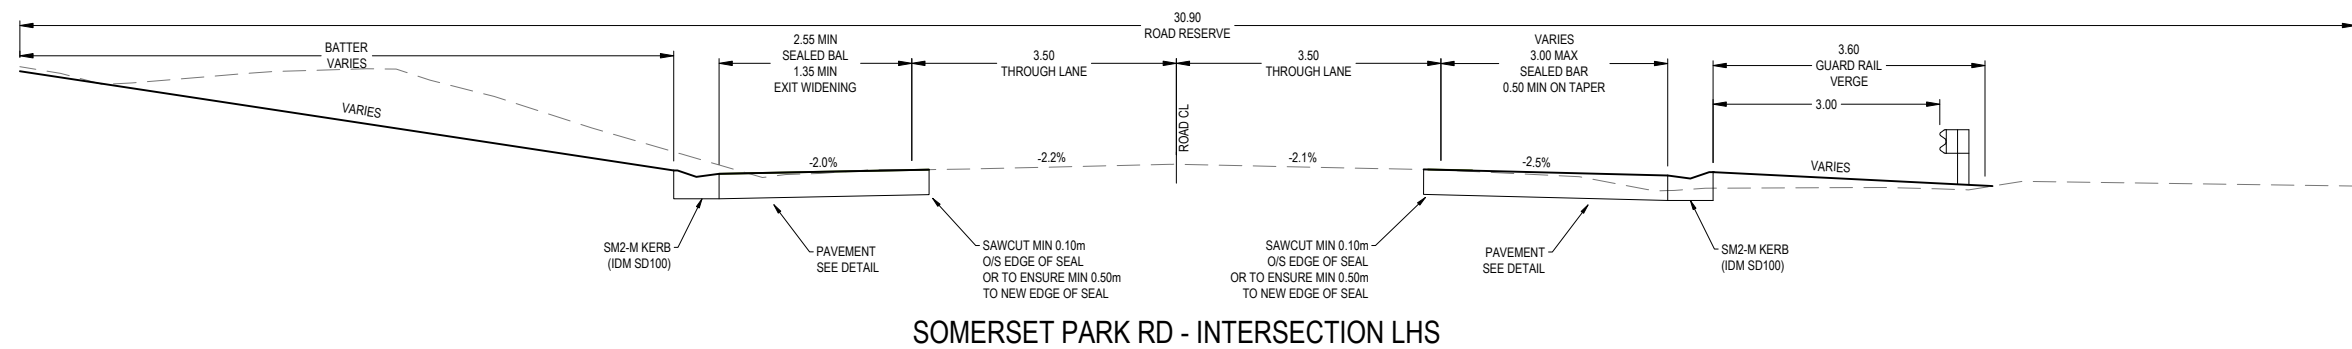 30.90
ROAD RESERVE
BATTER
VARIES
2.55 MIN
SEALED BAL
1.35 MIN
EXIT WIDENING
3.50
THROUGH LANE
3.50
THROUGH LANE
VARIES
3.00 MAX
SEALED BAR
0.50 MIN ON TAPER
3.60
GUARD RAIL
VERGE
3.00
VARIES
ROAD CL
-2.0%
-2.2%
-2.1%
-2.5%
VARIES
SM2-M KERB
(IDM SD100)
PAVEMENT
SEE DETAIL
SAWCUT MIN 0.10m
O/S EDGE OF SEAL
OR TO ENSURE MIN 0.50m
TO NEW EDGE OF SEAL
SAWCUT MIN 0.10m
O/S EDGE OF SEAL
OR TO ENSURE MIN 0.50m
TO NEW EDGE OF SEAL
PAVEMENT
SEE DETAIL
SM2-M KERB
(IDM SD100)
SOMERSET PARK RD - INTERSECTION LHS